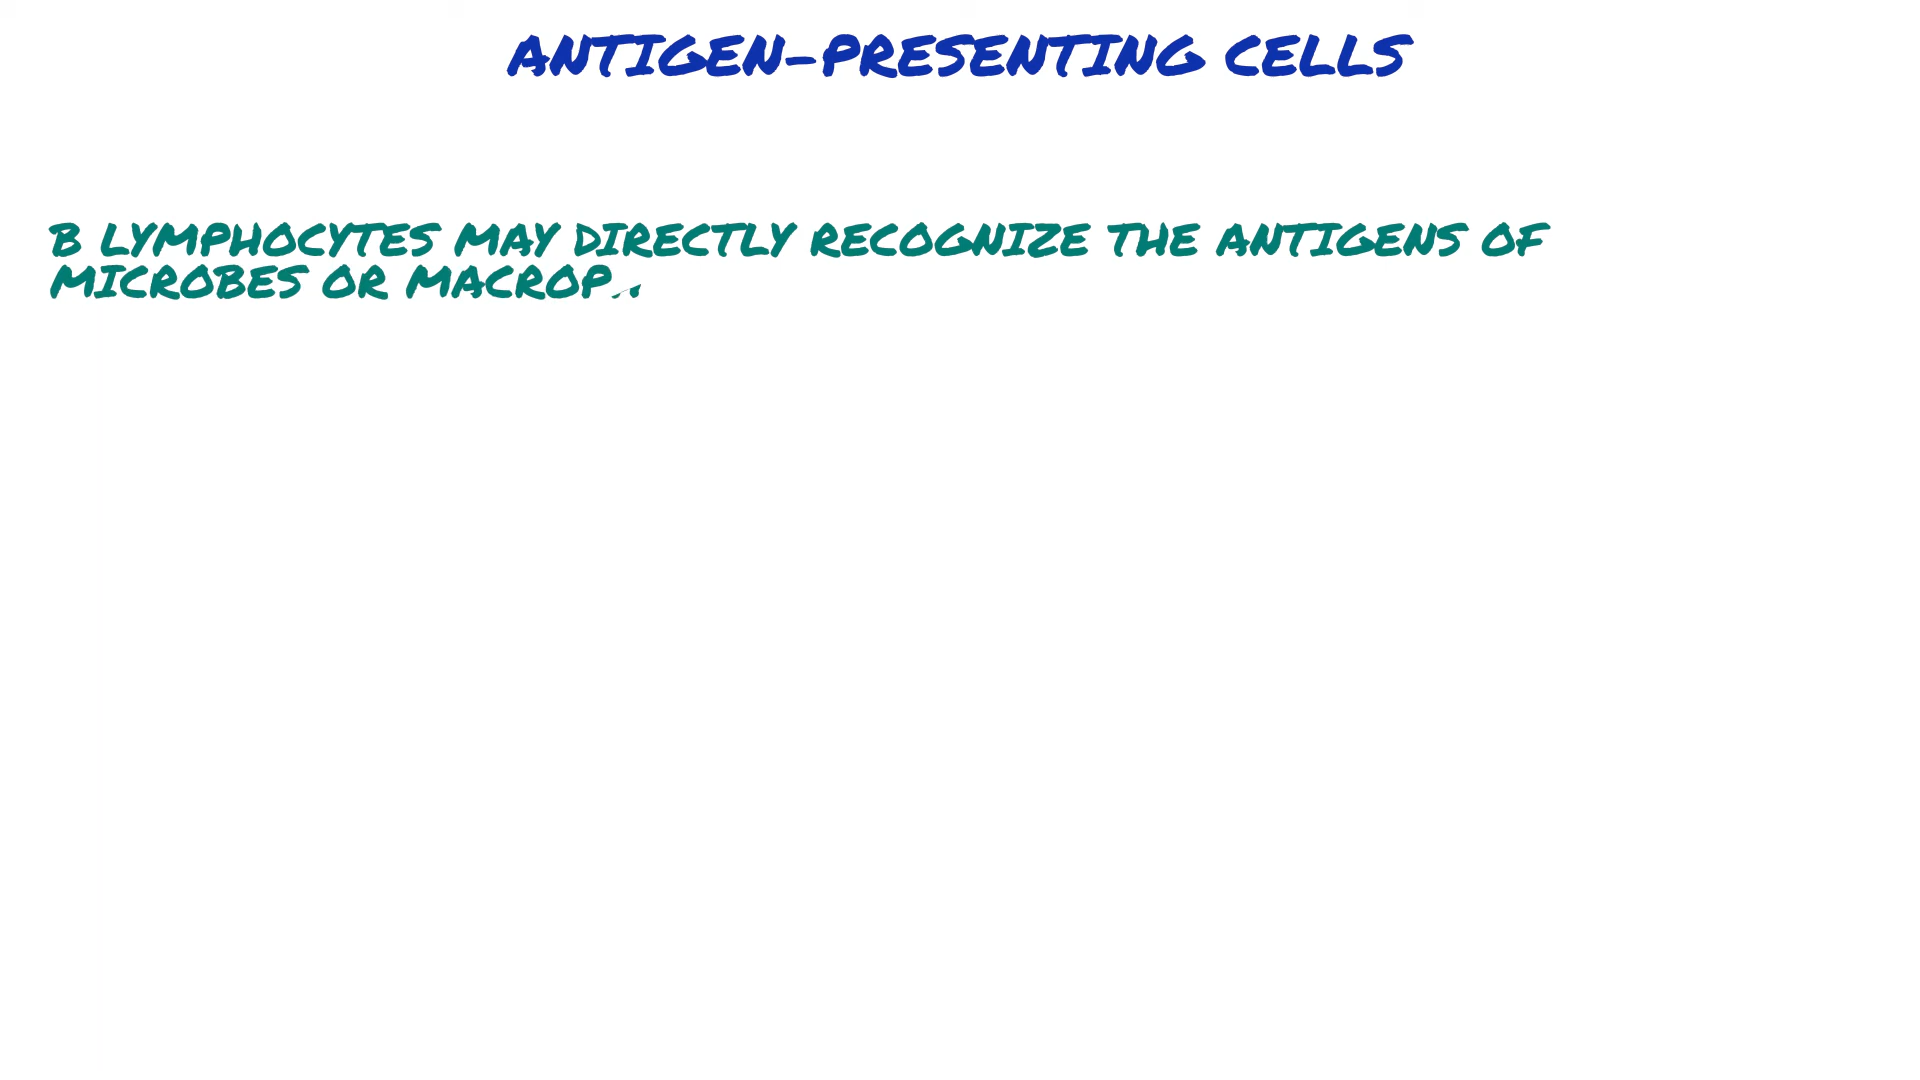 ANTIGEN-PRESENTING CELLS
B LYMPHOCYTES MAY DIRECTLY RECOGNIZE THE ANTIGENS OF
MICROBES OR